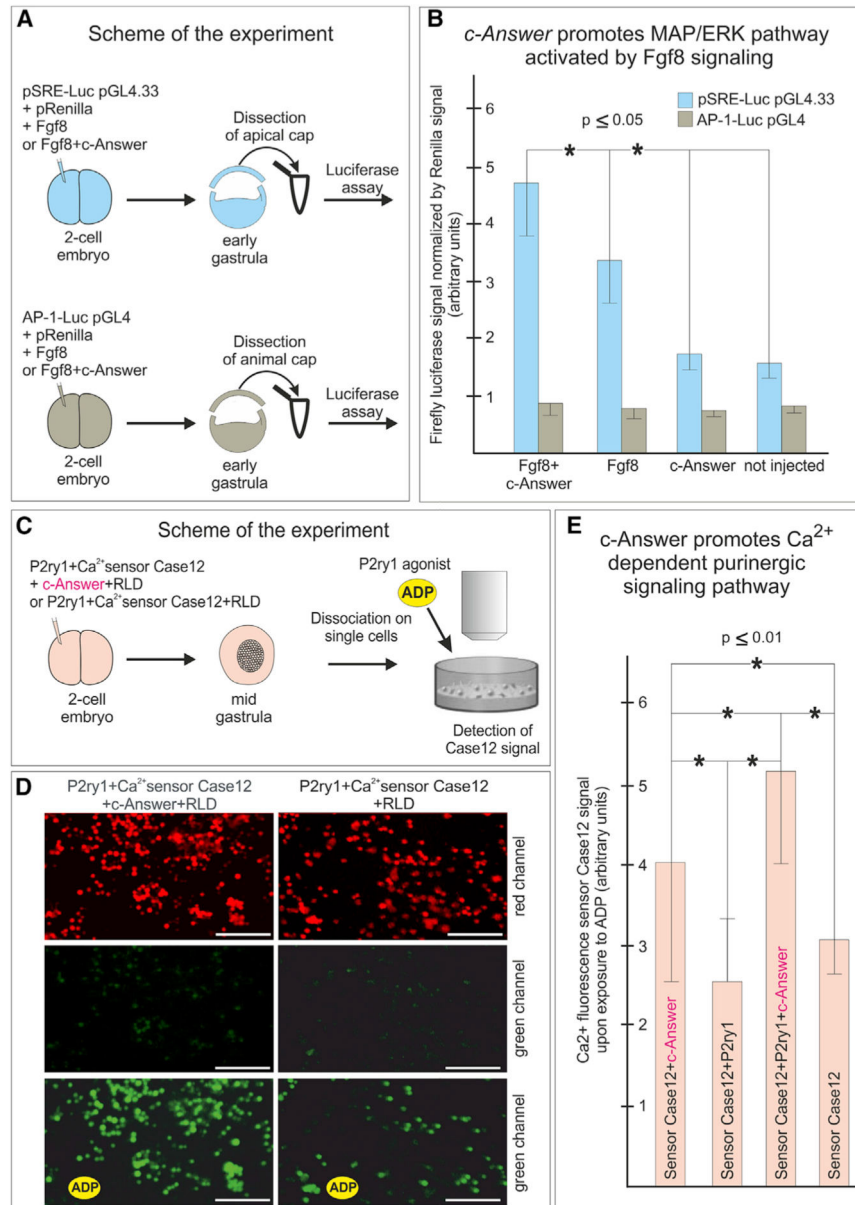 A
Scheme of the experiment
pSRE-Luc pGL4.33
+ pRenilla
+ Fgf8
or Fgf8+c-Answer
Dissection
of apical cap
Luciferase
assay
2-cell
embryo
early
gastrula
AP-1-Luc pGL4
+ pRenilla
+ Fgf8
or Fgf8+c-Answer
Dissection
of animal cap
Luciferase
assay
2-cell
embryo
early
gastrula
B
c-Answer promotes MAP/ERK pathway
activated by Fgf8 signaling
pSRE-Luc pGL4.33
AP-1-Luc pGL4
p ≤ 0.05
* *
Firefly luciferase signal normalized by Renilla signal
(arbitrary units)
6
5
4
3
2
1
Fgf8+
c-Answer
Fgf8
c-Answer
not injected
C
Scheme of the experiment
P2ry1+Ca2+sensor Case12
+ c-Answer+RLD
or P2ry1+Ca2+sensor Case12+RLD
P2ry1 agonist
ADP
Dissociation on
single cells
2-cell
embryo
mid
gastrula
Detection of
Case12 signal
D
P2ry1+Ca2+sensor Case12
+c-Answer+RLD
P2ry1+Ca2+sensor Case12
+RLD
red channel
green channel
green channel
ADP
ADP
E
c-Answer promotes Ca2+
dependent purinergic
signaling pathway
p ≤ 0.01
*
* *
* *
Ca2+ fluorescence sensor Case12 signal
upon exposure to ADP (arbitrary units)
6
5
4
3
2
1
Sensor Case12+c-Answer
Sensor Case12+P2ry1
Sensor Case12+P2ry1+c-Answer
Sensor Case12